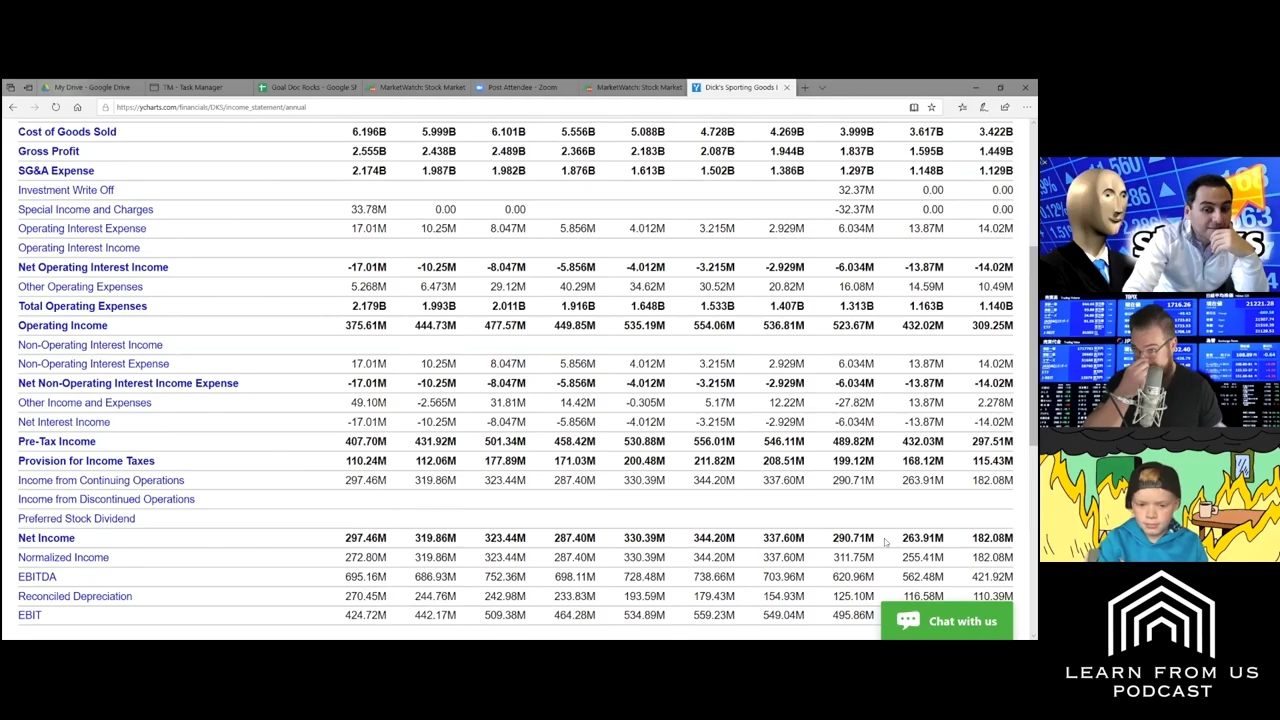 My Drive - Google Drive TM - Task Manager Goal Doc Rocks - Google Sh MarketWatch: Stock Market Post Attendee - Zoom MarketWatch: Stock Market Dick's Sporting Goods I
https://ycharts.com/financials/DKS/income_statement/annual
Cost of Goods Sold 6.196B 5.999B 6.101B 5.556B 5.088B 4.728B 4.269B 3.999B 3.617B 3.422B
Gross Profit 2.555B 2.438B 2.489B 2.366B 2.183B 2.087B 1.944B 1.837B 1.595B 1.449B
SG&A Expense 2.174B 1.987B 1.982B 1.876B 1.613B 1.502B 1.386B 1.297B 1.148B 1.129B
Investment Write Off 32.37M 0.00 0.00
Special Income and Charges 33.78M 0.00 0.00 -32.37M 0.00 0.00
Operating Interest Expense 17.01M 10.25M 8.047M 5.856M 4.012M 3.215M 2.929M 6.034M 13.87M 14.02M
Operating Interest Income
Net Operating Interest Income -17.01M -10.25M -8.047M -5.856M -4.012M -3.215M -2.929M -6.034M -13.87M -14.02M
Other Operating Expenses 5.268M 6.473M 29.12M 40.29M 34.62M 30.52M 20.82M 16.08M 14.59M 10.49M
Total Operating Expenses 2.179B 1.993B 2.011B 1.916B 1.648B 1.533B 1.407B 1.313B 1.163B 1.140B
Operating Income 375.61M 444.73M 477.57M 449.85M 535.19M 554.06M 536.81M 523.67M 432.02M 309.25M
Non-Operating Interest Income
Non-Operating Interest Expense 17.01M 10.25M 8.047M 5.856M 4.012M 3.215M 2.929M 6.034M 13.87M 14.02M
Net Non-Operating Interest Income Expense -17.01M -10.25M -8.047M -5.856M -4.012M -3.215M -2.929M -6.034M -13.87M -14.02M
Other Income and Expenses 49.10M -2.565M 31.81M 14.42M -0.305M 5.17M 12.22M -27.82M 13.87M 2.278M
Net Interest Income -17.01M -10.25M -8.047M -5.856M -4.012M -3.215M -2.929M -6.034M -13.87M -14.02M
Pre-Tax Income 407.70M 431.92M 501.34M 458.42M 530.88M 556.01M 546.11M 489.82M 432.03M 297.51M
Provision for Income Taxes 110.24M 112.06M 177.89M 171.03M 200.48M 211.82M 208.51M 199.12M 168.12M 115.43M
Income from Continuing Operations 297.46M 319.86M 323.44M 287.40M 330.39M 344.20M 337.60M 290.71M 263.91M 182.08M
Income from Discontinued Operations
Preferred Stock Dividend
Net Income 297.46M 319.86M 323.44M 287.40M 330.39M 344.20M 337.60M 290.71M 263.91M 182.08M
Normalized Income 272.80M 319.86M 323.44M 287.40M 330.39M 344.20M 337.60M 311.75M 255.41M 182.08M
EBITDA 695.16M 686.93M 752.36M 698.11M 728.48M 738.66M 703.96M 620.96M 562.48M 421.92M
Reconciled Depreciation 270.45M 244.76M 242.98M 233.83M 193.59M 179.43M 154.93M 125.10M 116.58M 110.39M
EBIT 424.72M 442.17M 509.38M 464.28M 534.89M 559.23M 549.04M 495.86M
Chat with us
TOPIX
1716.26
21221.28
LEARN FROM US
PODCAST